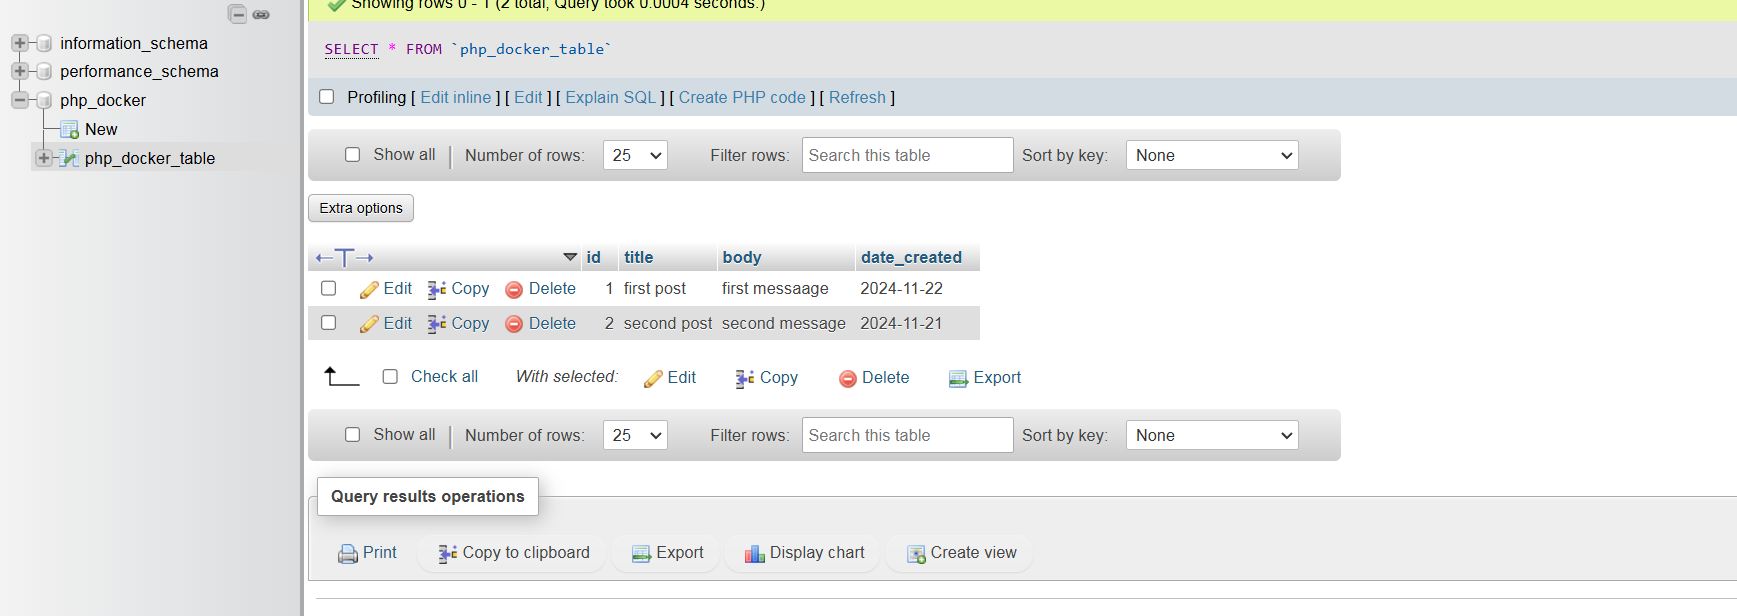 Showing rows 0 - 1 (2 total, Query took 0.0004 seconds.)
information_schema
performance_schema
php_docker
New
php_docker_table
SELECT * FROM `php_docker_table`
Profiling [ Edit inline ] [ Edit ] [ Explain SQL ] [ Create PHP code ] [ Refresh ]
Show all Number of rows: 25 Filter rows: Search this table Sort by key: None
Extra options
id title body date_created
Edit Copy Delete 1 first post first messaage 2024-11-22
Edit Copy Delete 2 second post second message 2024-11-21
Check all With selected: Edit Copy Delete Export
Show all Number of rows: 25 Filter rows: Search this table Sort by key: None
Query results operations
Print Copy to clipboard Export Display chart Create view